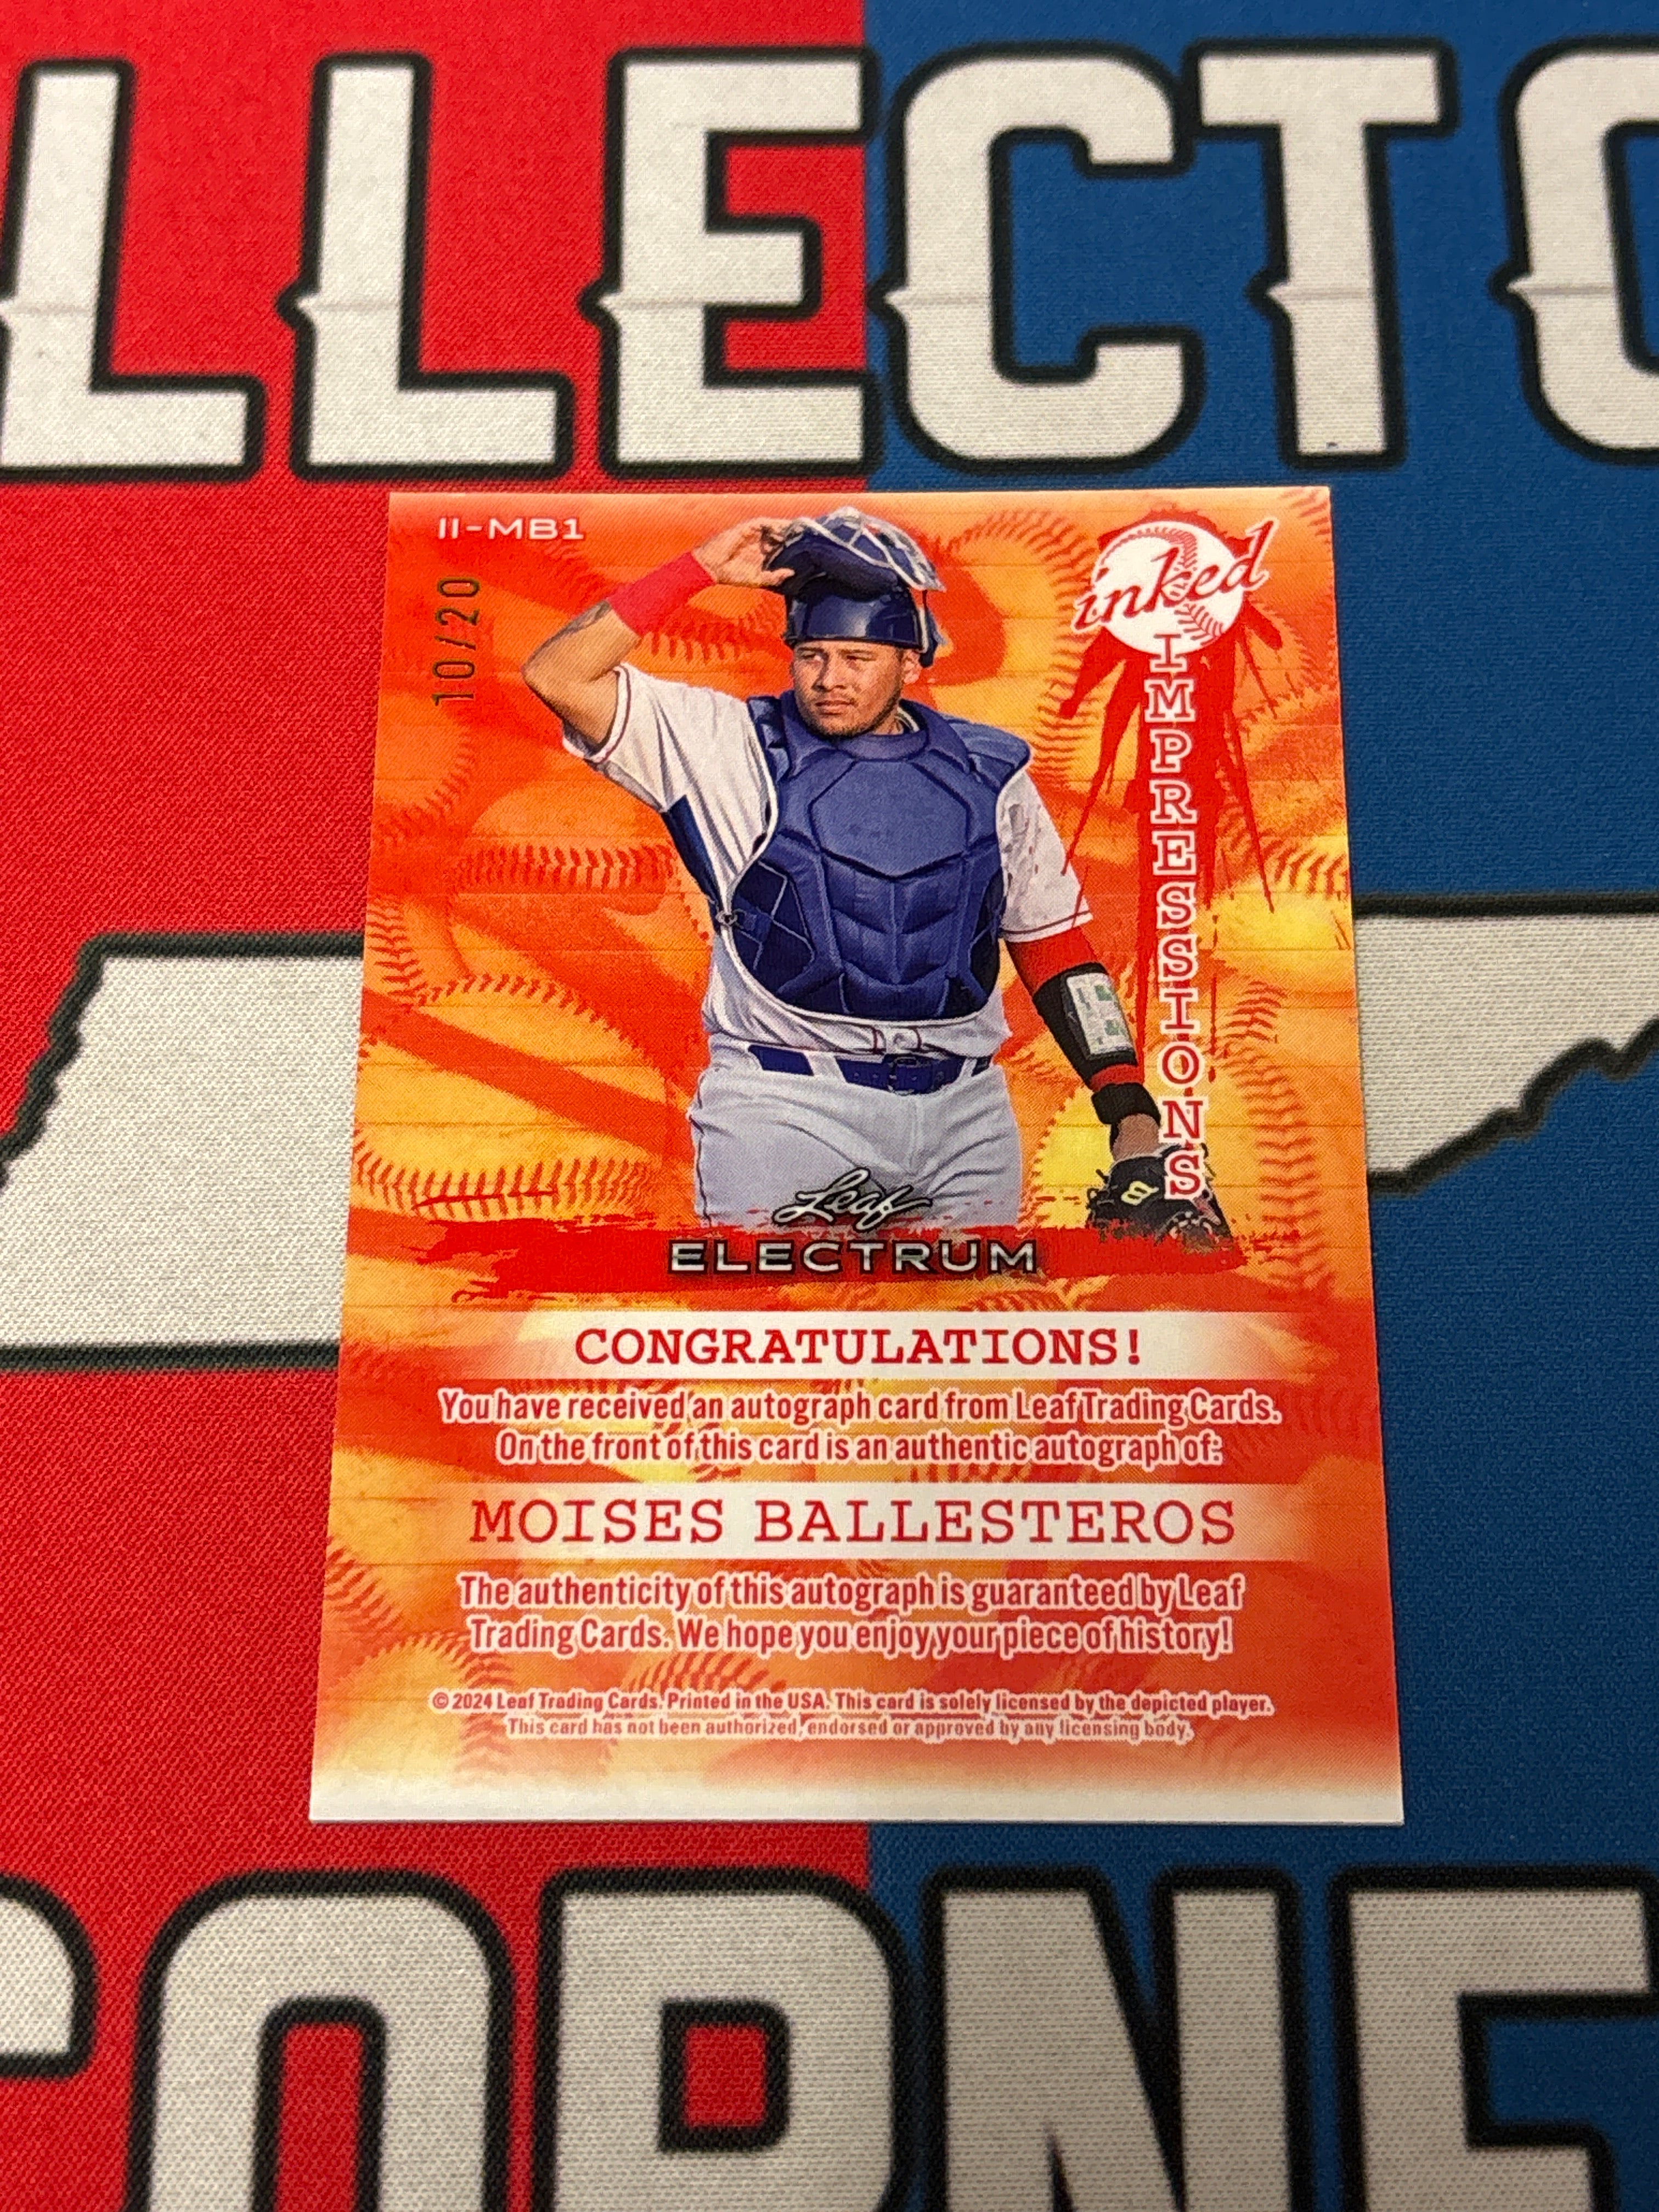 LLECTO
II-MB1
10/20
inked
IMPRESSIONS
Leaf
ELECTRUM
CONGRATULATIONS!
You have received an autograph card from Leaf Trading Cards.
On the front of this card is an authentic autograph of:
MOISES BALLESTEROS
The authenticity of this autograph is guaranteed by Leaf
Trading Cards. We hope you enjoy your piece of history!
© 2024 Leaf Trading Cards. Printed in the USA. This card is solely licensed by the depicted player.
This card has not been authorized, endorsed or approved by any licensing body.
CORNE